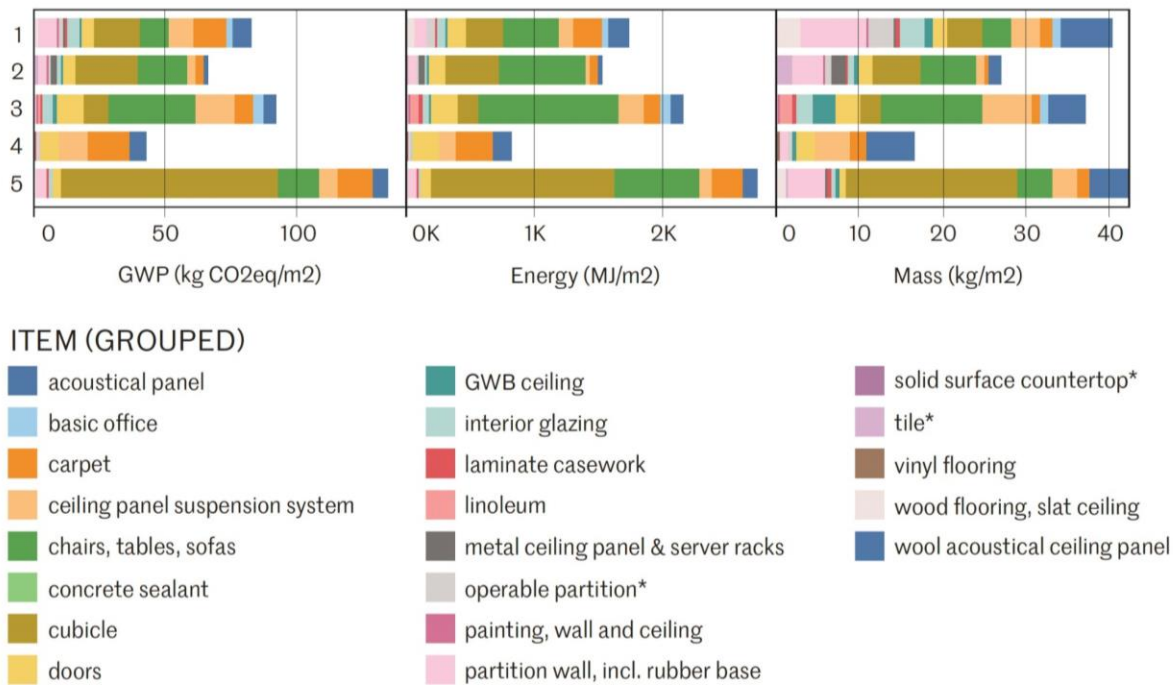 1
2
3
4
5
0 50 100
0K 1K 2K
0 10 20 30 40
GWP (kg CO2eq/m2)
Energy (MJ/m2)
Mass (kg/m2)
ITEM (GROUPED)
acoustical panel
basic office
carpet
ceiling panel suspension system
chairs, tables, sofas
concrete sealant
cubicle
doors
GWB ceiling
interior glazing
laminate casework
linoleum
metal ceiling panel & server racks
operable partition*
painting, wall and ceiling
partition wall, incl. rubber base
solid surface countertop*
tile*
vinyl flooring
wood flooring, slat ceiling
wool acoustical ceiling panel